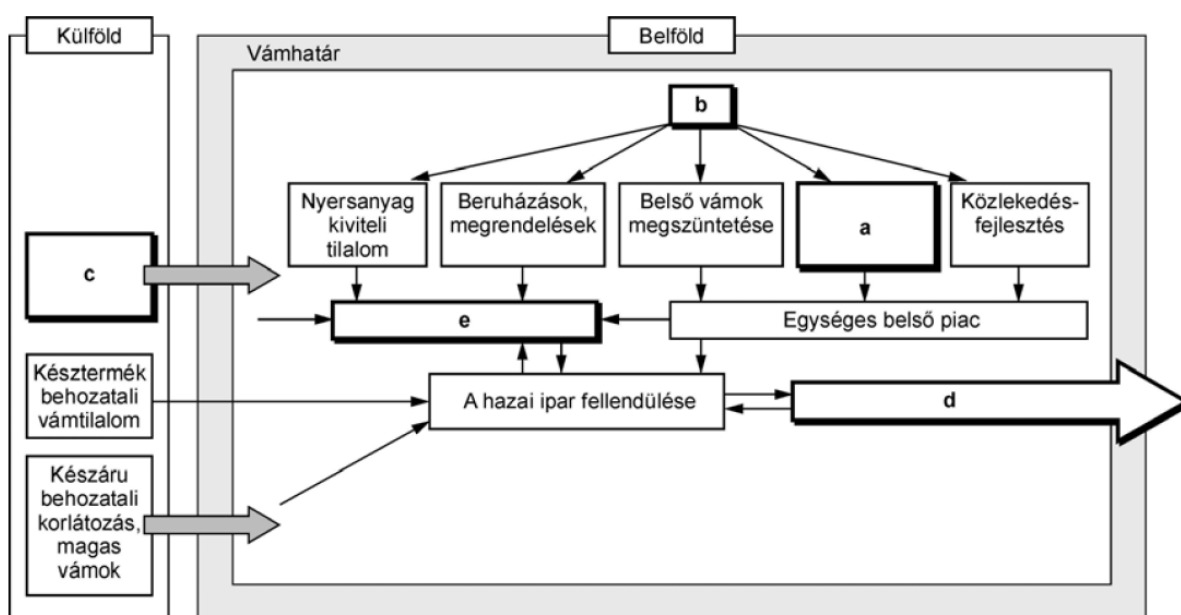 Külföld
Belföld
Vámhatár
b
Nyersanyag
kiviteli
tilalom
Beruházások,
megrendelések
Belső vámok
megszüntetése
a
Közlekedés-
fejlesztés
c
e
Egységes belső piac
Késztermék
behozatali
vámtilalom
A hazai ipar fellendülése
d
Készáru
behozatali
korlátozás,
magas
vámok